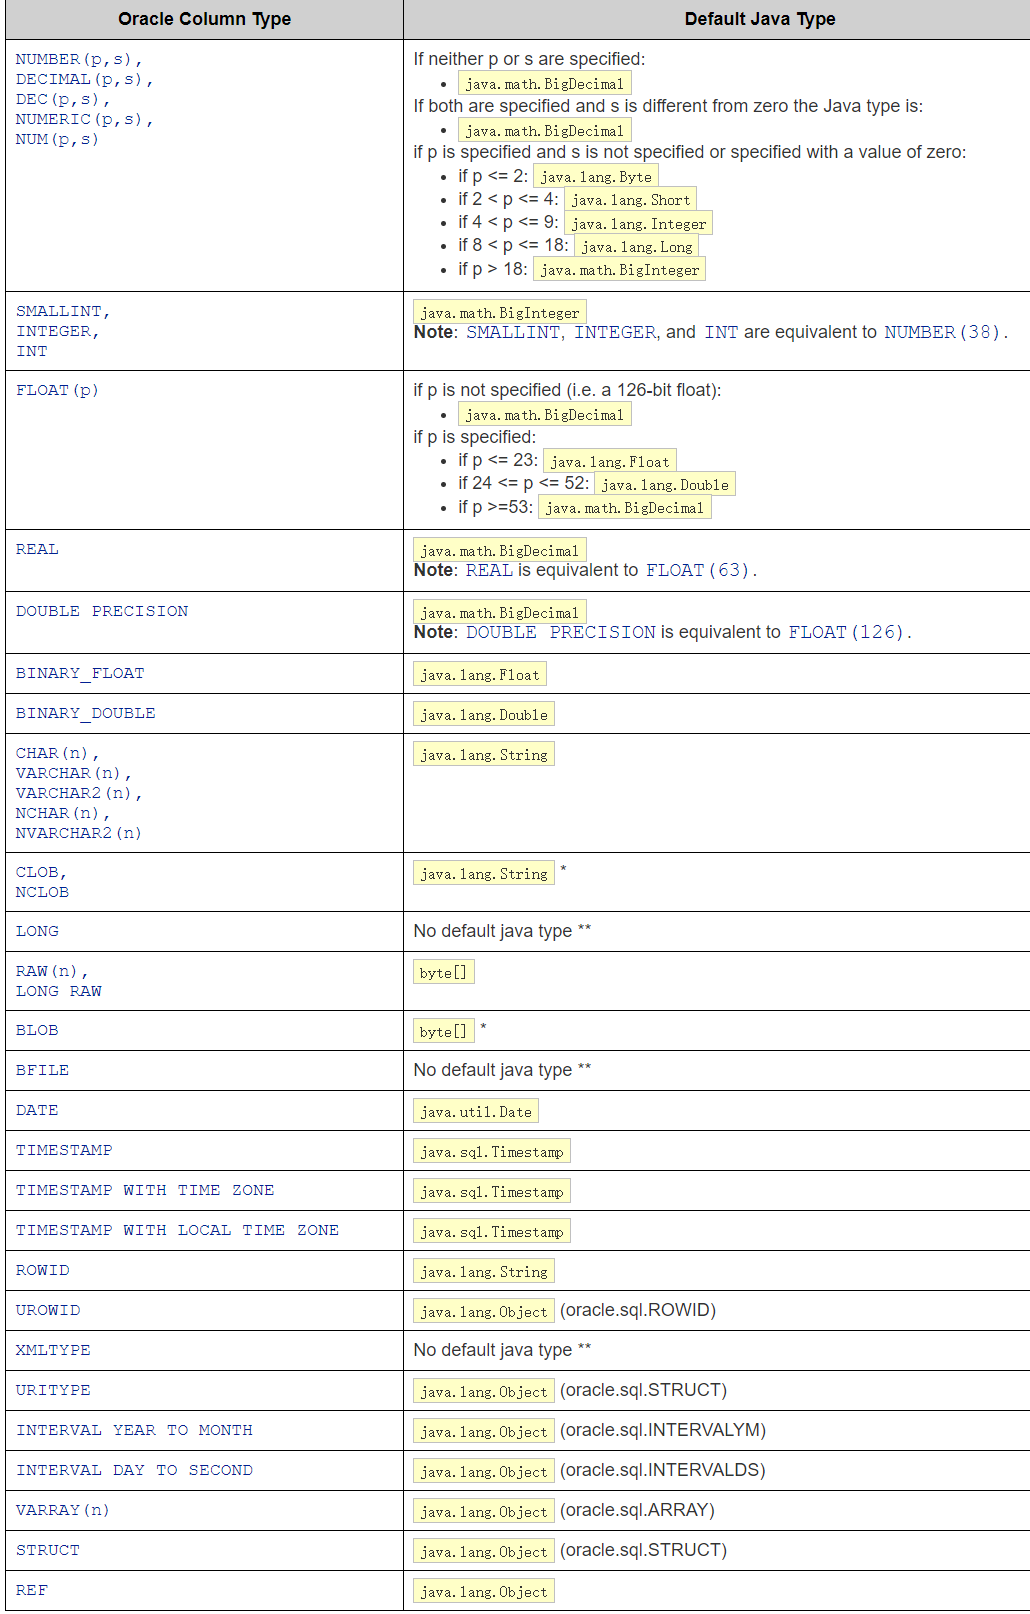 Oracle Column Type
Default Java Type
NUMBER(p,s),
DECIMAL(p,s),
DEC(p,s),
NUMERIC(p,s),
NUM(p,s)
If neither p or s are specified:
• java.math.BigDecimal
If both are specified and s is different from zero the Java type is:
• java.math.BigDecimal
if p is specified and s is not specified or specified with a value of zero:
• if p <= 2: java.lang.Byte
• if 2 < p <= 4: java.lang.Short
• if 4 < p <= 9: java.lang.Integer
• if 8 < p <= 18: java.lang.Long
• if p > 18: java.math.BigInteger
SMALLINT,
INTEGER,
INT
java.math.BigInteger
Note: SMALLINT, INTEGER, and INT are equivalent to NUMBER(38).
FLOAT(p)
if p is not specified (i.e. a 126-bit float):
• java.math.BigDecimal
if p is specified:
• if p <= 23: java.lang.Float
• if 24 <= p <= 52: java.lang.Double
• if p >=53: java.math.BigDecimal
REAL
java.math.BigDecimal
Note: REAL is equivalent to FLOAT(63).
DOUBLE PRECISION
java.math.BigDecimal
Note: DOUBLE PRECISION is equivalent to FLOAT(126).
BINARY_FLOAT
java.lang.Float
BINARY_DOUBLE
java.lang.Double
CHAR(n),
VARCHAR(n),
VARCHAR2(n),
NCHAR(n),
NVARCHAR2(n)
java.lang.String
CLOB,
NCLOB
java.lang.String *
LONG
No default java type **
RAW(n),
LONG RAW
byte[]
BLOB
byte[] *
BFILE
No default java type **
DATE
java.util.Date
TIMESTAMP
java.sql.Timestamp
TIMESTAMP WITH TIME ZONE
java.sql.Timestamp
TIMESTAMP WITH LOCAL TIME ZONE
java.sql.Timestamp
ROWID
java.lang.String
UROWID
java.lang.Object (oracle.sql.ROWID)
XMLTYPE
No default java type **
URITYPE
java.lang.Object (oracle.sql.STRUCT)
INTERVAL YEAR TO MONTH
java.lang.Object (oracle.sql.INTERVALYM)
INTERVAL DAY TO SECOND
java.lang.Object (oracle.sql.INTERVALDS)
VARRAY(n)
java.lang.Object (oracle.sql.ARRAY)
STRUCT
java.lang.Object (oracle.sql.STRUCT)
REF
java.lang.Object